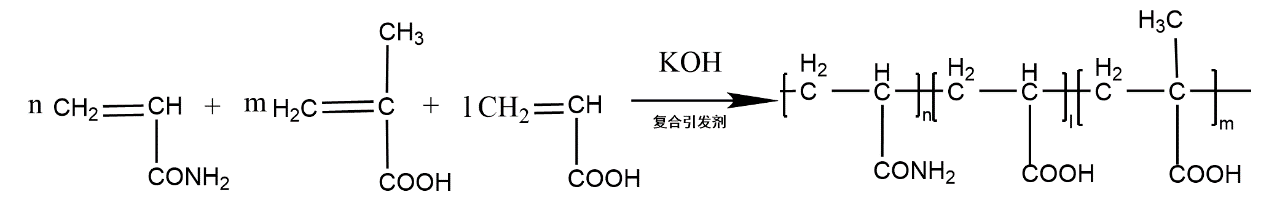 CH3 H3C
KOH H2 H H2 H H2
n CH2 CH + m H2C C + l CH2 CH C C C C C C
复合引发剂 n l m
CONH2 COOH COOH CONH2 COOH COOH